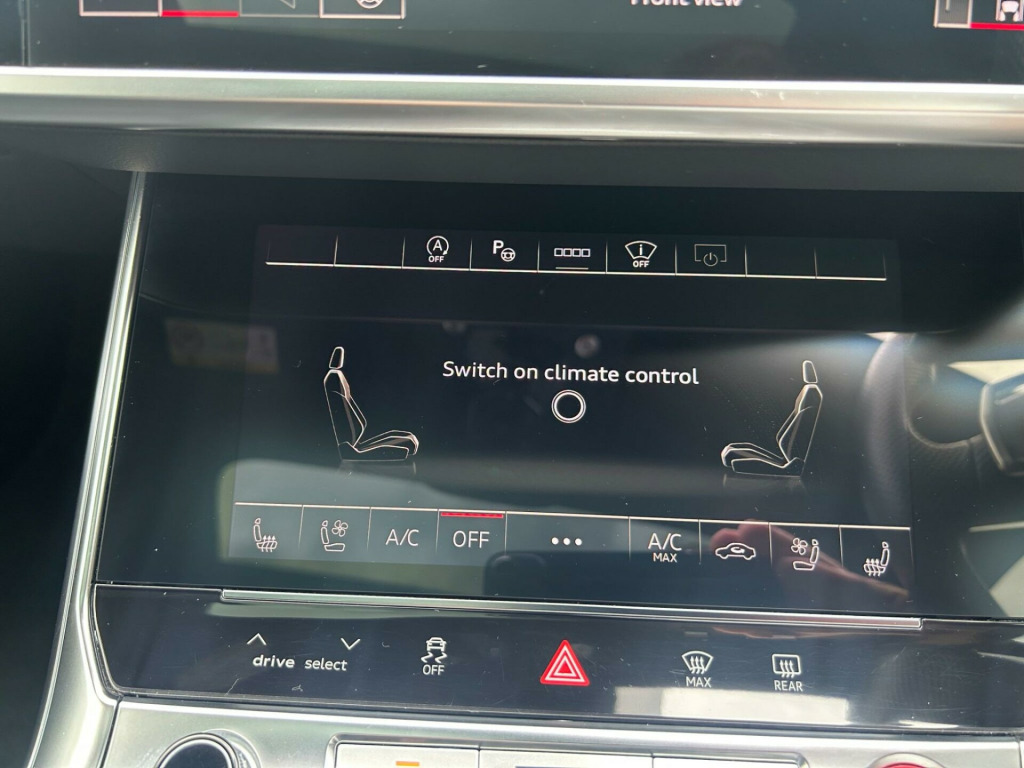 Front view
A
OFF
P
i
OFF
Switch on climate control
A/C
OFF
A/C
MAX
drive select
OFF
MAX
REAR